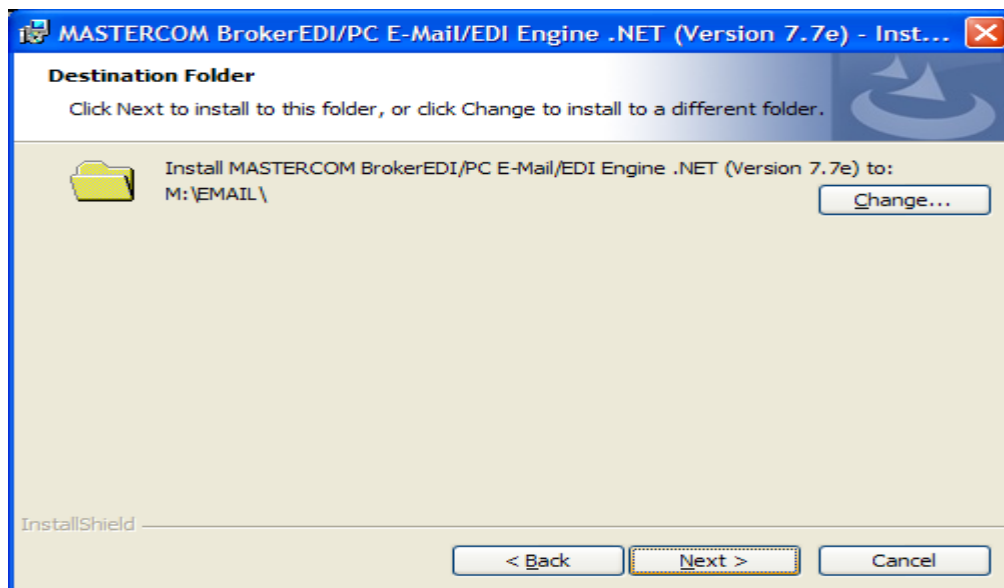 MASTERCOM BrokerEDI/PC E-Mail/EDI Engine .NET (Version 7.7e) - Inst...
Destination Folder
Click Next to install to this folder, or click Change to install to a different folder.
Install MASTERCOM BrokerEDI/PC E-Mail/EDI Engine .NET (Version 7.7e) to:
M:\EMAIL\
Change...
InstallShield
< Back
Next >
Cancel